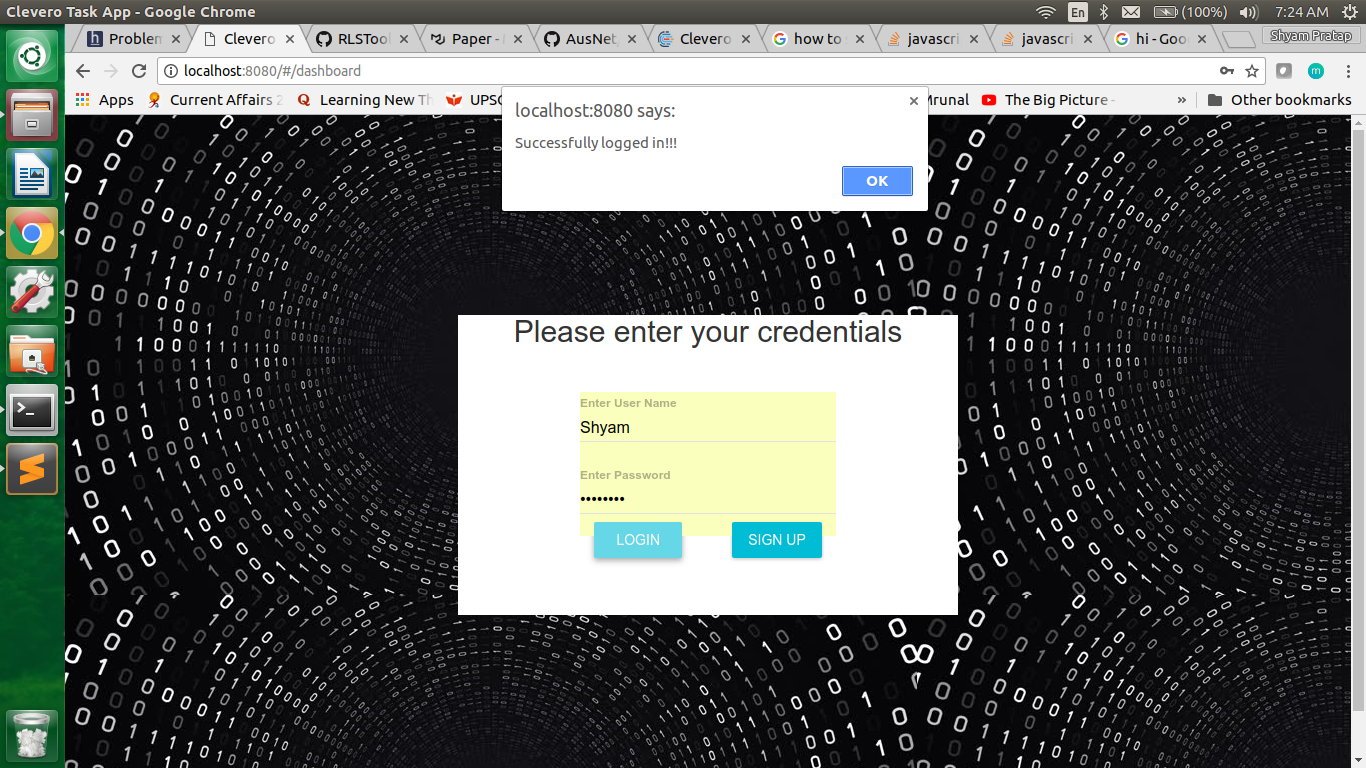 Clevero Task App - Google Chrome
En
(100%)
7:24 AM
Problem
Clevero
RLSTool
Paper -
AusNet,
Clevero
how to
javascri
javascri
hi - Goo
Shyam Pratap
localhost:8080/#/dashboard
Apps
Current Affairs 2
Learning New Th
UPSC
Mrunal
The Big Picture -
»
Other bookmarks
localhost:8080 says:
Successfully logged in!!!
OK
Please enter your credentials
Enter User Name
Shyam
Enter Password
••••••••
LOGIN
SIGN UP